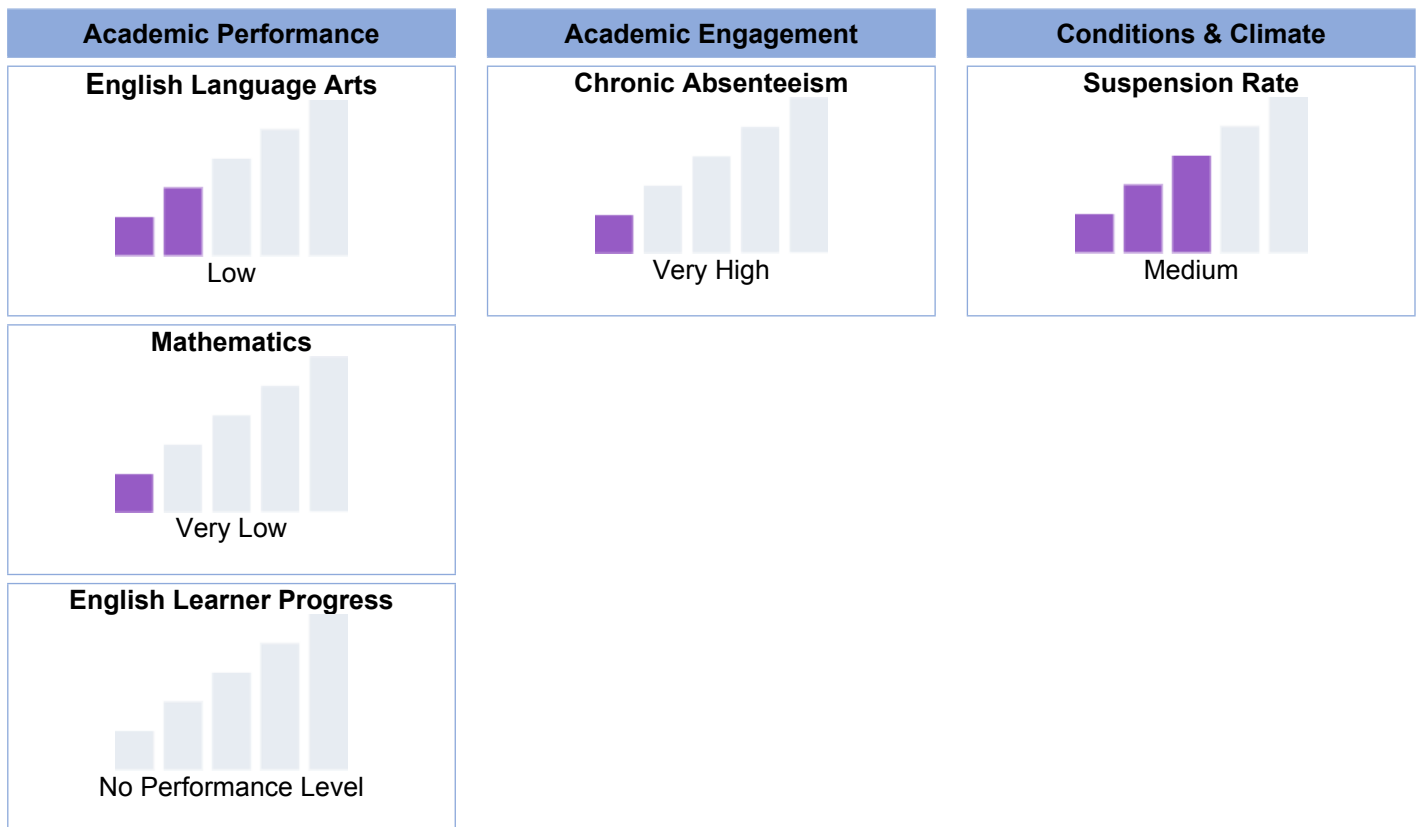 Academic Performance
English Language Arts
Low
Mathematics
Very Low
English Learner Progress
No Performance Level
Academic Engagement
Chronic Absenteeism
Very High
Conditions & Climate
Suspension Rate
Medium